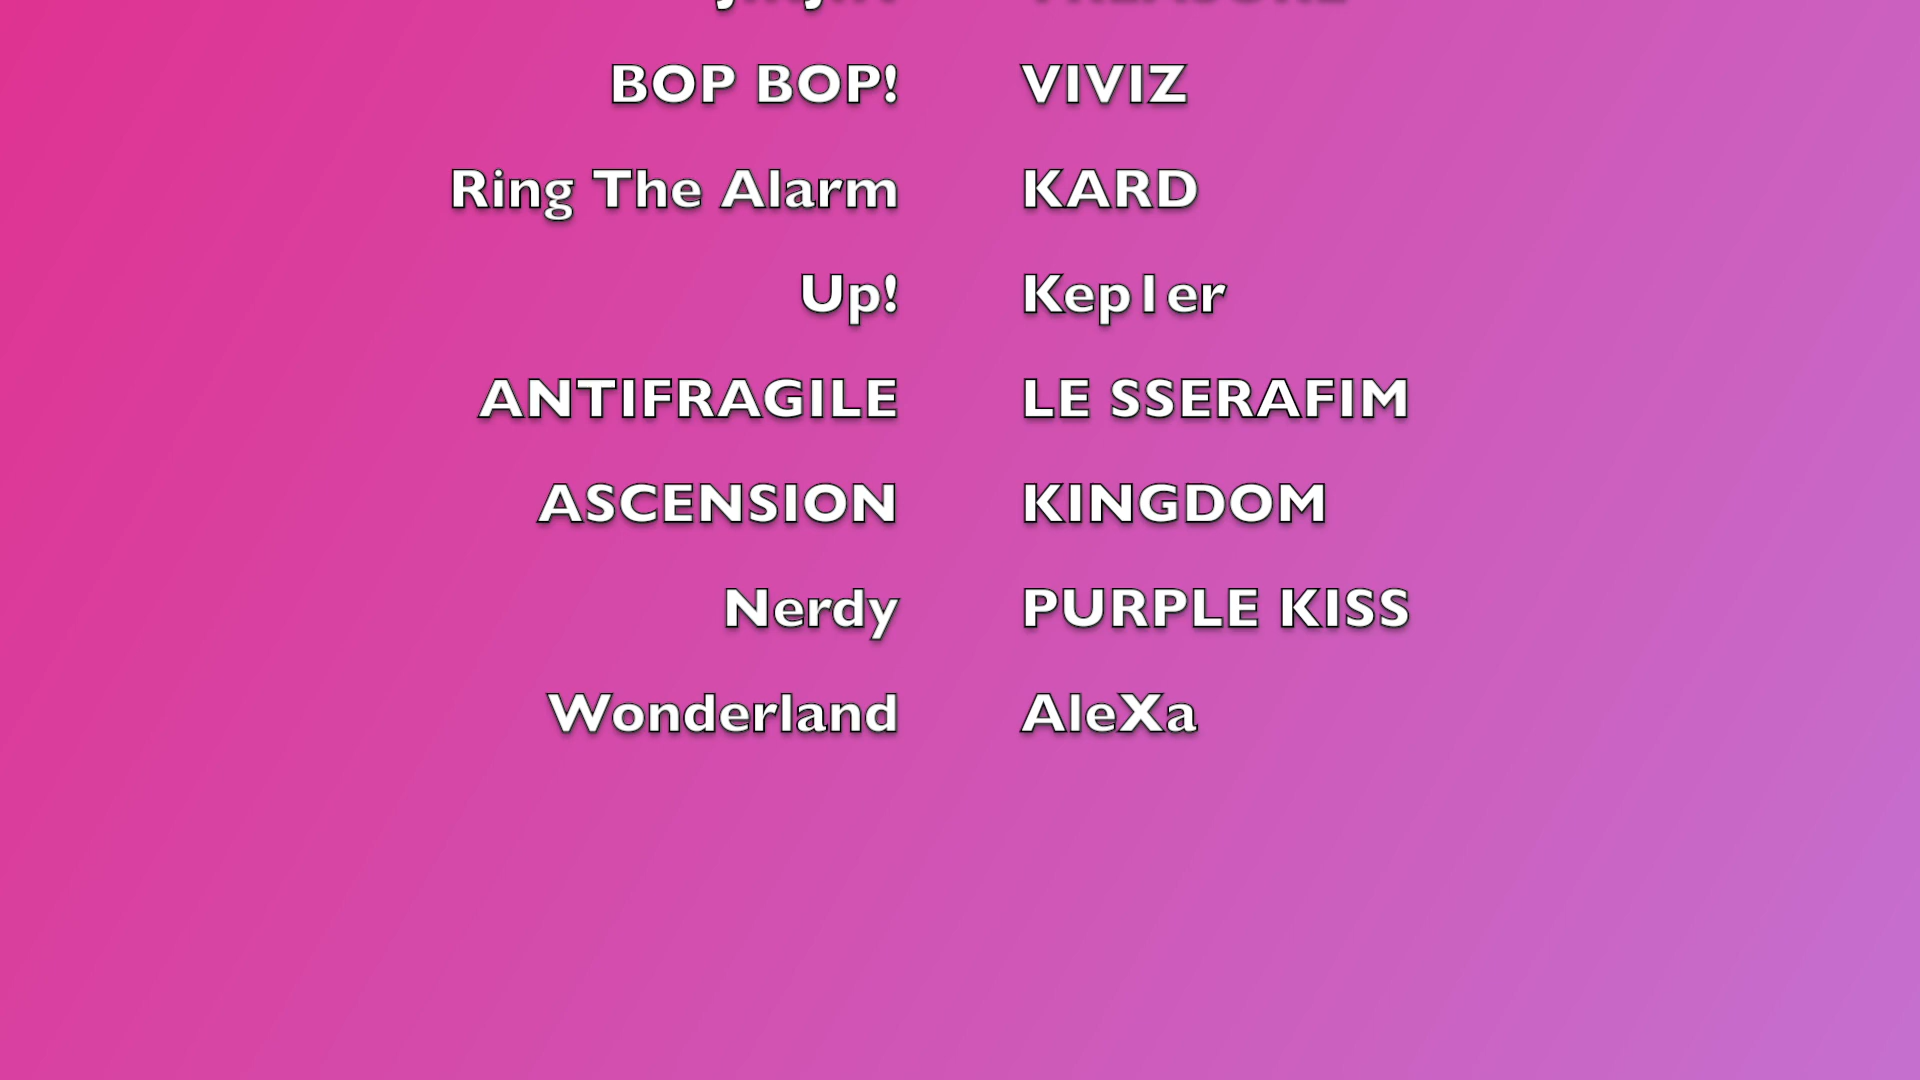 BOP BOP! VIVIZ
Ring The Alarm KARD
Up! Kep1er
ANTIFRAGILE LE SSERAFIM
ASCENSION KINGDOM
Nerdy PURPLE KISS
Wonderland AleXa